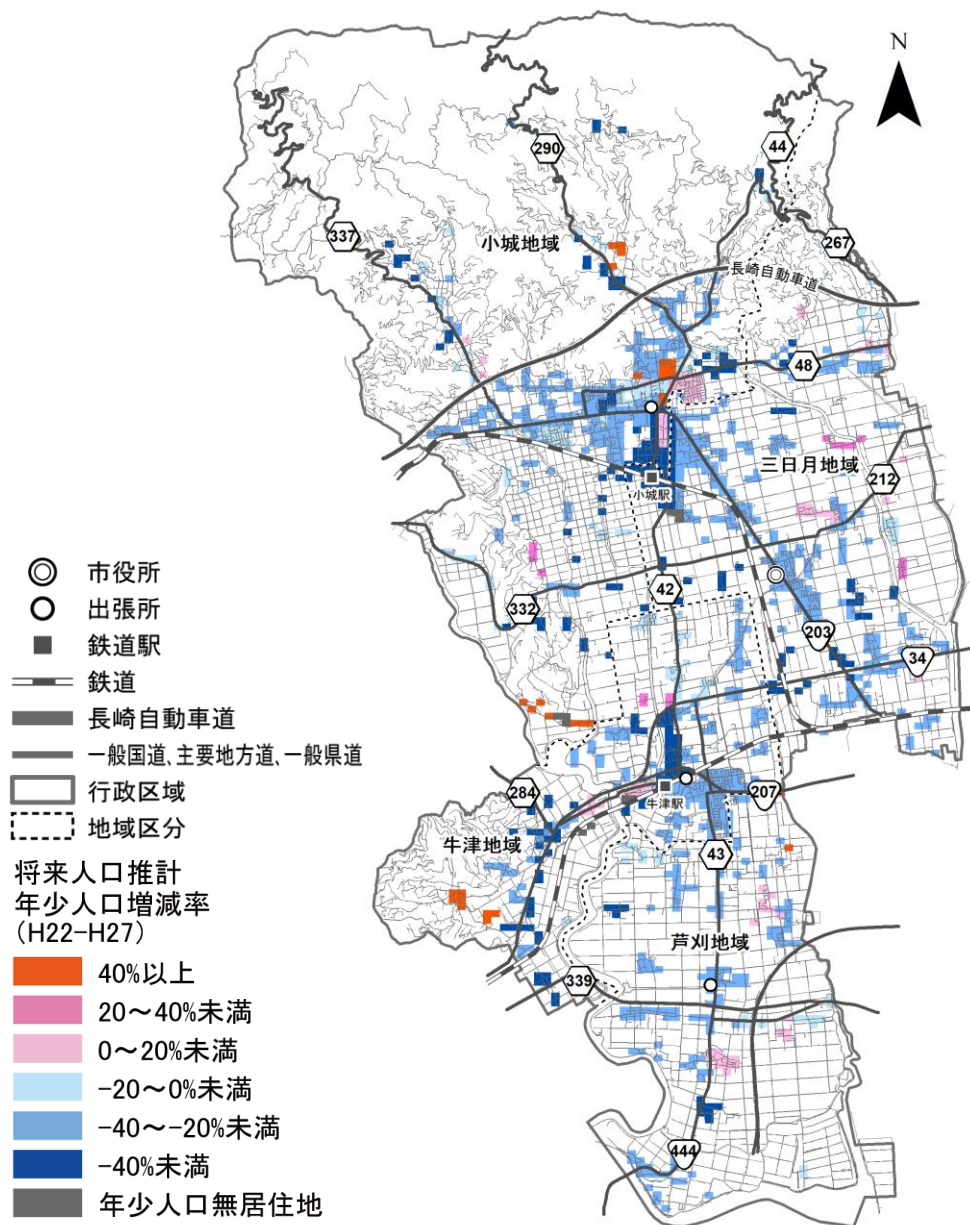 N
290
44
小城地域
337
267
長崎自動車道
48
三日月地域
212
小城駅
市役所
出張所
鉄道駅
鉄道
長崎自動車道
一般国道、主要地方道、一般県道
行政区域
地域区分
332
42
203
34
284
207
牛津駅
牛津地域
43
芦刈地域
339
444
将来人口推計
年少人口増減率
（H22-H27）
40%以上
20～40%未満
0～20%未満
-20～0%未満
-40～-20%未満
-40%未満
年少人口無居住地